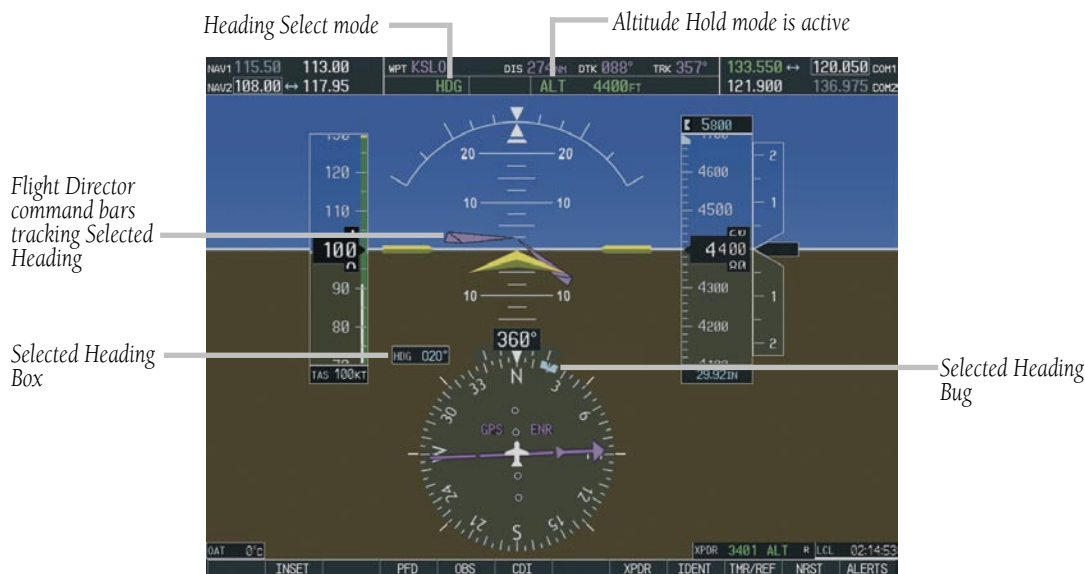 Heading Select mode
Altitude Hold mode is active
NAV1 115.50 113.00 WPT KSLO DIS 274NM DTK 088° TRK 357° 133.550 ↔ 120.050 COM1
NAV2 108.00 ↔ 117.95 HDG ALT 4400FT 121.900 136.975 COM2
Flight Director
command bars
tracking Selected
Heading
120
110
100
90
80
TAS 100KT
20 20
10 10
10 10
5800
4600
4500
4400
4300
4200
29.92IN
2
1
1
2
Selected Heading
Box
HDG 020°
360°
Selected Heading
Bug
N
3
6
12
15
S
21
24
30
33
GPS ENR
OAT 0°C
XPDR 3401 ALT R LCL 02:14:53
INSET PFD OBS CDI XPDR IDENT TMR/REF NRST ALERTS